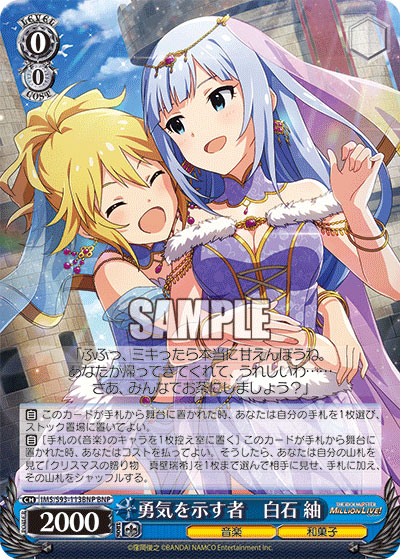 LEVEL
0
0
COST
SAMPLE
「ふふっ、ミキったら本当に甘えんぼうね。
あなたが帰ってきてくれて、うれしいわ……
さあ、みんなでお茶にしましょう？」
自 このカードが手札から舞台に置かれた時、あなたは自分の手札を1枚選び、
ストック置場に置く。
自 ［手札の《音楽》のキャラを1枚控え室に置く］ このカードが手札から舞台に置かれた時、
あなたはコストを払ってよい。そうしたら、あなたは自分の山札を
見て「クリスマスの贈り物 真壁瑞希」を1枚まで選んで相手に見せ、手札に加え、
その山札をシャッフルする。
CH
IMS/S93-113BNP BNP
2000
勇気を示す者 白石 紬
THE IDOLM@STER
MILLION LIVE!
音楽
和菓子
©窪岡俊之 ©BANDAI NAMCO Entertainment Inc.